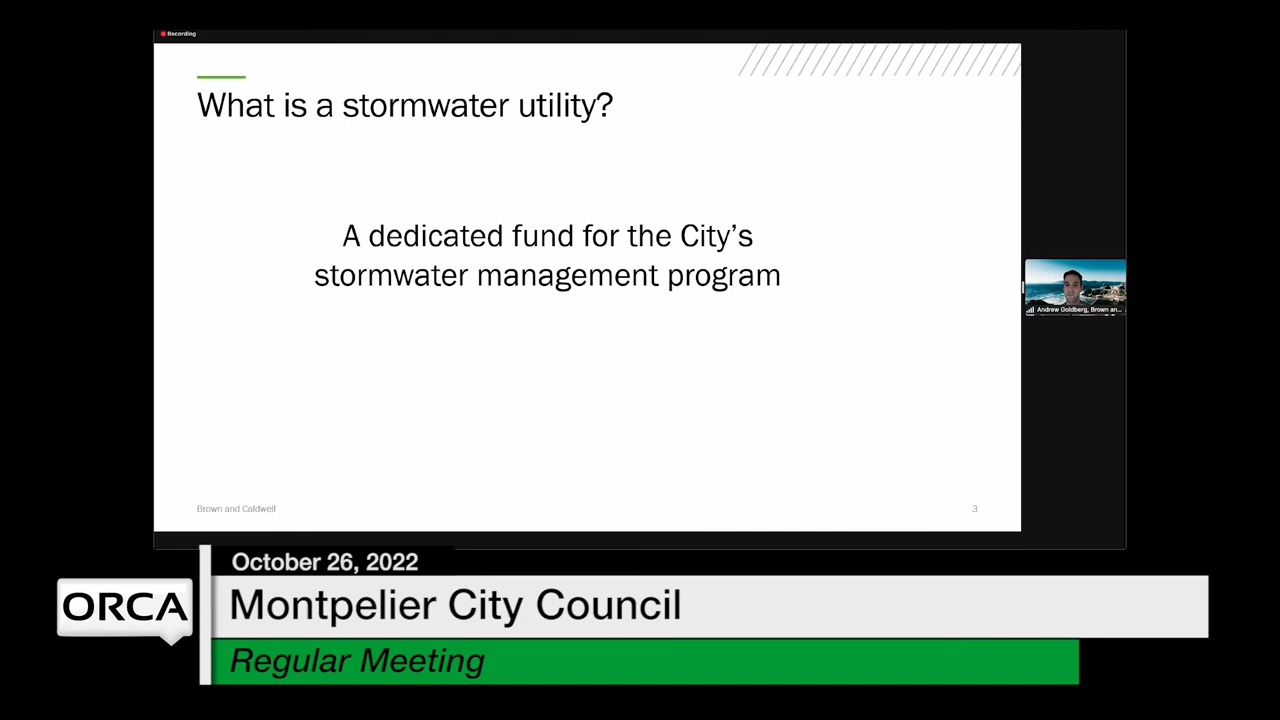 Recording
What is a stormwater utility?
A dedicated fund for the City's
stormwater management program
Andrew Goldberg, Brown an...
Brown and Caldwell
3
October 26, 2022
ORCA
Montpelier City Council
Regular Meeting